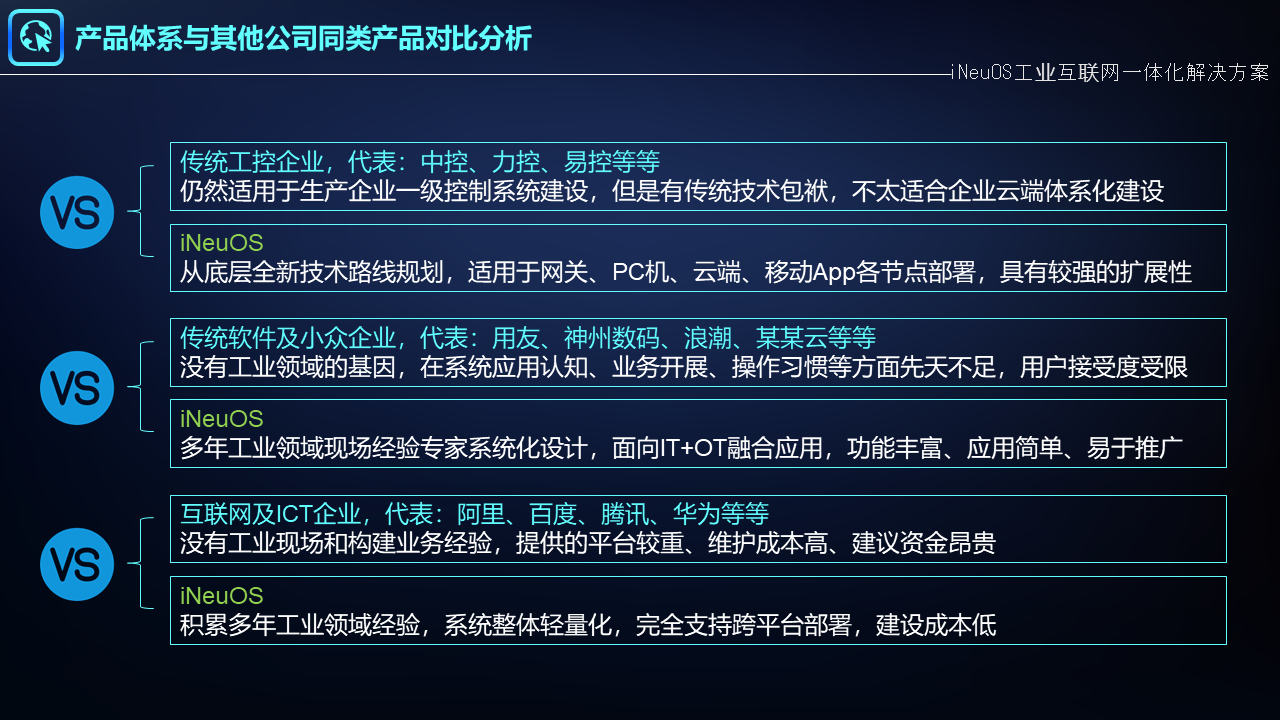 产品体系与其他公司同类产品对比分析
iNeuOS工业互联网一体化解决方案
VS
传统工控企业，代表：中控、力控、易控等等
仍然适用于生产企业一级控制系统建设，但是有传统技术包袱，不太适合企业云端体系化建设
iNeuOS
从底层全新技术路线规划，适用于网关、PC机、云端、移动App各节点部署，具有较强的扩展性
VS
传统软件及小众企业，代表：用友、神州数码、浪潮、某某云等等
没有工业领域的基因，在系统应用认知、业务开展、操作习惯等方面先天不足，用户接受度受限
iNeuOS
多年工业领域现场经验专家系统化设计，面向IT+OT融合应用，功能丰富、应用简单、易于推广
VS
互联网及ICT企业，代表：阿里、百度、腾讯、华为等等
没有工业现场和构建业务经验，提供的平台较重、维护成本高、建议资金昂贵
iNeuOS
积累多年工业领域经验，系统整体轻量化，完全支持跨平台部署，建设成本低